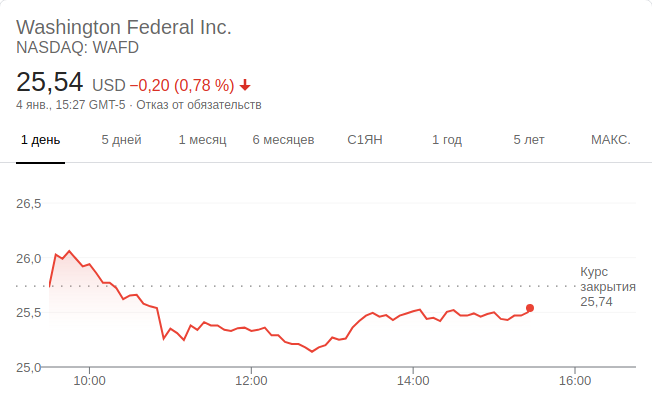 Washington Federal Inc.
NASDAQ: WAFD
25,54 USD −0,20 (0,78 %)
4 янв., 15:27 GMT-5 · Отказ от обязательств
1 день 5 дней 1 месяц 6 месяцев С1ЯН 1 год 5 лет МАКС.
26,5
26,0
Курс
закрытия
25,74
25,5
25,0
10:00 12:00 14:00 16:00